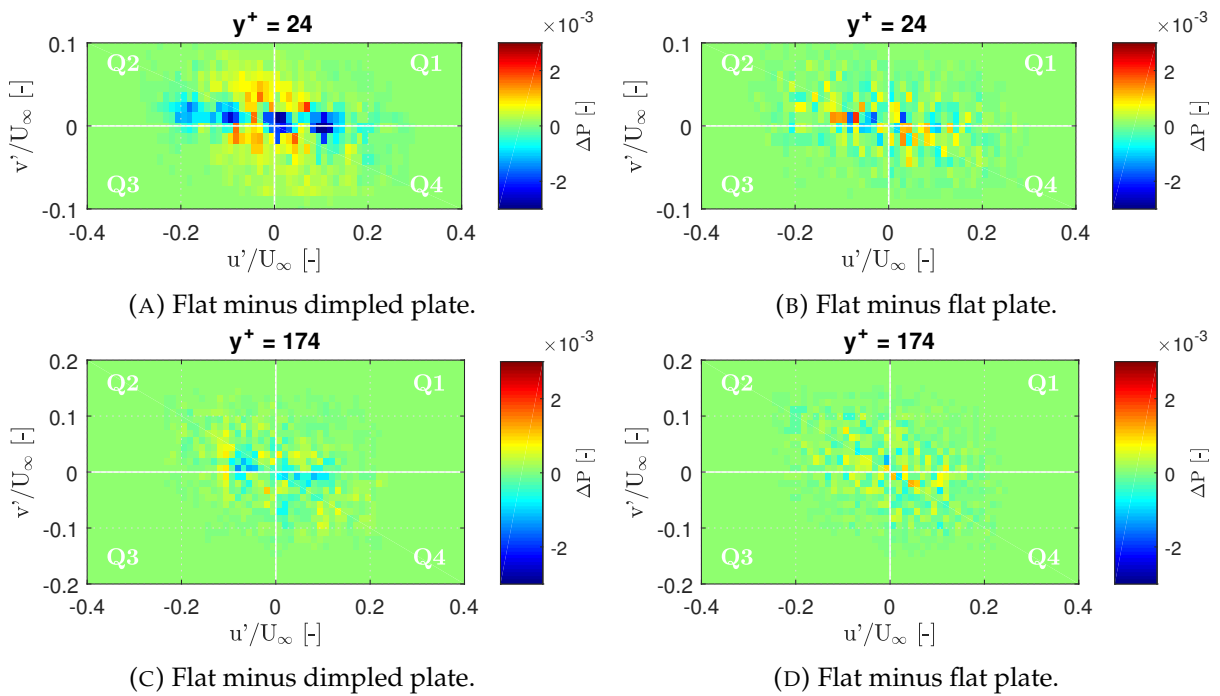 y⁺ = 24
×10⁻³
0.1
0
-0.1
v'/U∞ [-]
Q2
Q1
Q3
Q4
-0.4
-0.2
0
0.2
0.4
u'/U∞ [-]
2
0
-2
ΔP [-]
(A) Flat minus dimpled plate.
y⁺ = 24
×10⁻³
0.1
0
-0.1
v'/U∞ [-]
Q2
Q1
Q3
Q4
-0.4
-0.2
0
0.2
0.4
u'/U∞ [-]
2
0
-2
ΔP [-]
(B) Flat minus flat plate.
y⁺ = 174
×10⁻³
0.2
0.1
0
-0.1
-0.2
v'/U∞ [-]
Q2
Q1
Q3
Q4
-0.4
-0.2
0
0.2
0.4
u'/U∞ [-]
2
0
-2
ΔP [-]
(C) Flat minus dimpled plate.
y⁺ = 174
×10⁻³
0.2
0.1
0
-0.1
-0.2
v'/U∞ [-]
Q2
Q1
Q3
Q4
-0.4
-0.2
0
0.2
0.4
u'/U∞ [-]
2
0
-2
ΔP [-]
(D) Flat minus flat plate.